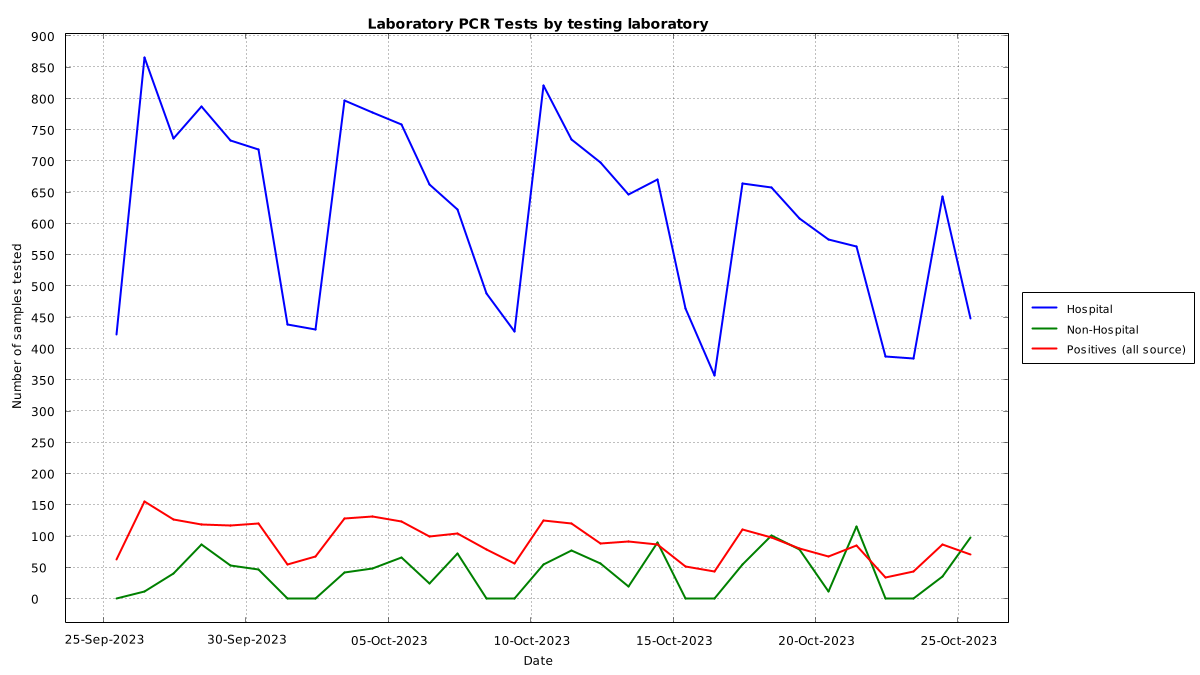 Laboratory PCR Tests by testing laboratory
900
850
800
750
700
650
600
550
500
450
400
350
300
250
200
150
100
50
0
Number of samples tested
25-Sep-2023
30-Sep-2023
05-Oct-2023
10-Oct-2023
15-Oct-2023
20-Oct-2023
25-Oct-2023
Date
Hospital
Non-Hospital
Positives (all source)